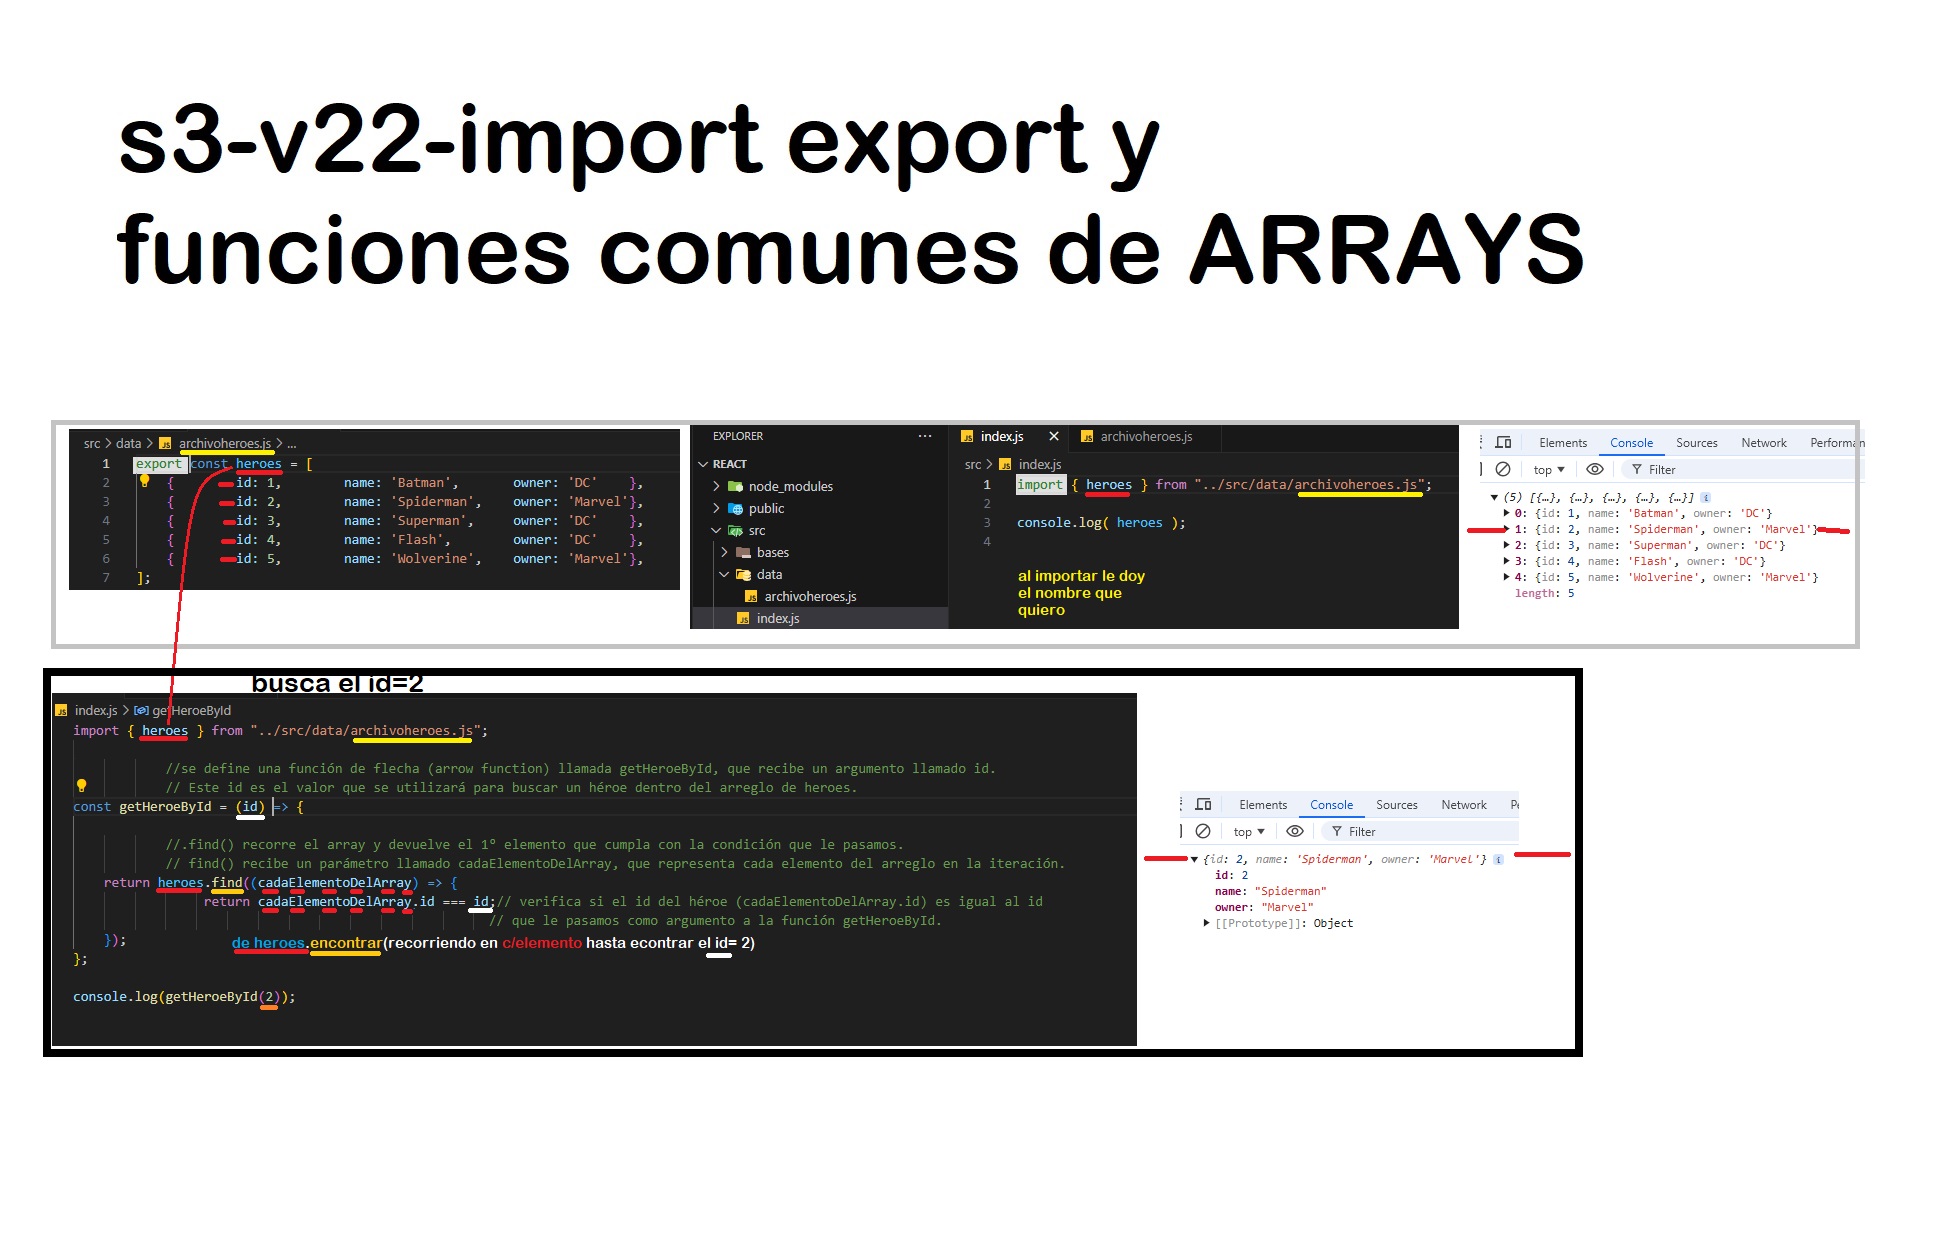 s3-v22-import export y
funciones comunes de ARRAYS
src > data > JS archivoheroes.js > ...
1 export const heroes = [
2 { id: 1, name: 'Batman', owner: 'DC' },
3 { id: 2, name: 'Spiderman', owner: 'Marvel'},
4 { id: 3, name: 'Superman', owner: 'DC' },
5 { id: 4, name: 'Flash', owner: 'DC' },
6 { id: 5, name: 'Wolverine', owner: 'Marvel'},
7 ];
EXPLORER ...
REACT
node_modules
public
src
bases
data
JS archivoheroes.js
JS index.js
JS index.js × JS archivoheroes.js
src > JS index.js
1 import { heroes } from "../src/data/archivoheroes.js";
2
3 console.log( heroes );
4
al importar le doy
el nombre que
quiero
Elements Console Sources Network Performan
top Filter
(5) [{…}, {…}, {…}, {…}, {…}] i
0: {id: 1, name: 'Batman', owner: 'DC'}
1: {id: 2, name: 'Spiderman', owner: 'Marvel'}
2: {id: 3, name: 'Superman', owner: 'DC'}
3: {id: 4, name: 'Flash', owner: 'DC'}
4: {id: 5, name: 'Wolverine', owner: 'Marvel'}
length: 5
busca el id=2
JS index.js > getHeroeById
import { heroes } from "../src/data/archivoheroes.js";
//se define una función de flecha (arrow function) llamada getHeroeById, que recibe un argumento llamado id.
// Este id es el valor que se utilizará para buscar un héroe dentro del arreglo de heroes.
const getHeroeById = (id) => {
//.find() recorre el array y devuelve el 1º elemento que cumpla con la condición que le pasamos.
// find() recibe un parámetro llamado cadaElementoDelArray, que representa cada elemento del arreglo en la iteración.
return heroes.find((cadaElementoDelArray) => {
return cadaElementoDelArray.id === id;// verifica si el id del héroe (cadaElementoDelArray.id) es igual al id
// que le pasamos como argumento a la función getHeroeById.
});
de heroes.encontrar(recorriendo en c/elemento hasta econtrar el id= 2)
};
console.log(getHeroeById(2));
Elements Console Sources Network
top Filter
{id: 2, name: 'Spiderman', owner: 'Marvel'} i
id: 2
name: "Spiderman"
owner: "Marvel"
[[Prototype]]: Object